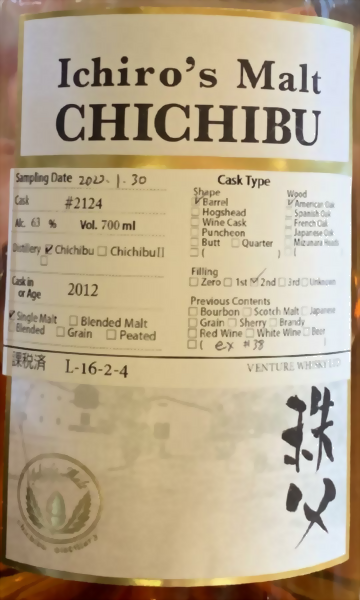 Ichiro's Malt
CHICHIBU
Sampling Date 2022.1.30
Cask #2124
Alc. 63 % Vol. 700 ml
Distillery ☑ Chichibu ☐ ChichibuII
☐
Cask in
or Age 2012
☑ Single Malt ☐ Blended Malt
☐ Blended ☐ Grain ☐ Peated
Cask Type
Shape Wood
☑ Barrel ☑ American Oak
☐ Hogshead ☐ Spanish Oak
☐ Wine Cask ☐ French Oak
☐ Puncheon ☐ Japanese Oak
☐ Butt ☐ Quarter ☐ Mizunara Heads
☐ ( ) ☐ (
Filling
☐ Zero ☐ 1st ☑ 2nd ☐ 3rd ☐ Unknown
Previous Contents
☐ Bourbon ☐ Scotch Malt ☐ Japanese
☐ Grain ☐ Sherry ☐ Brandy
☐ Red Wine ☐ White Wine ☐ Beer
☐ ( ex #38 )
課税済 L-16-2-4
VENTURE WHISKY LTD
秩父
Ichiro's Malt